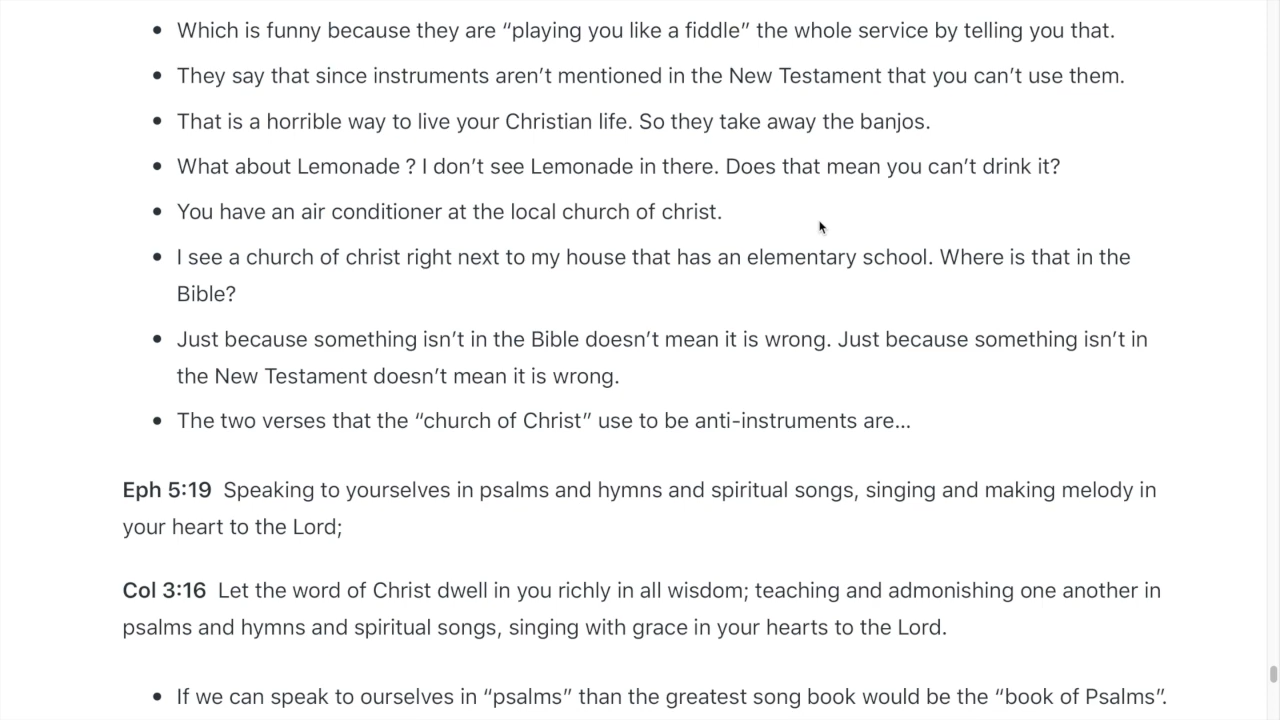 • Which is funny because they are “playing you like a fiddle” the whole service by telling you that.
• They say that since instruments aren’t mentioned in the New Testament that you can’t use them.
• That is a horrible way to live your Christian life. So they take away the banjos.
• What about Lemonade ? I don’t see Lemonade in there. Does that mean you can’t drink it?
• You have an air conditioner at the local church of christ.
• I see a church of christ right next to my house that has an elementary school. Where is that in the
Bible?
• Just because something isn’t in the Bible doesn’t mean it is wrong. Just because something isn’t in
the New Testament doesn’t mean it is wrong.
• The two verses that the “church of Christ” use to be anti-instruments are…
Eph 5:19  Speaking to yourselves in psalms and hymns and spiritual songs, singing and making melody in
your heart to the Lord;
Col 3:16  Let the word of Christ dwell in you richly in all wisdom; teaching and admonishing one another in
psalms and hymns and spiritual songs, singing with grace in your hearts to the Lord.
• If we can speak to ourselves in “psalms” than the greatest song book would be the “book of Psalms”.